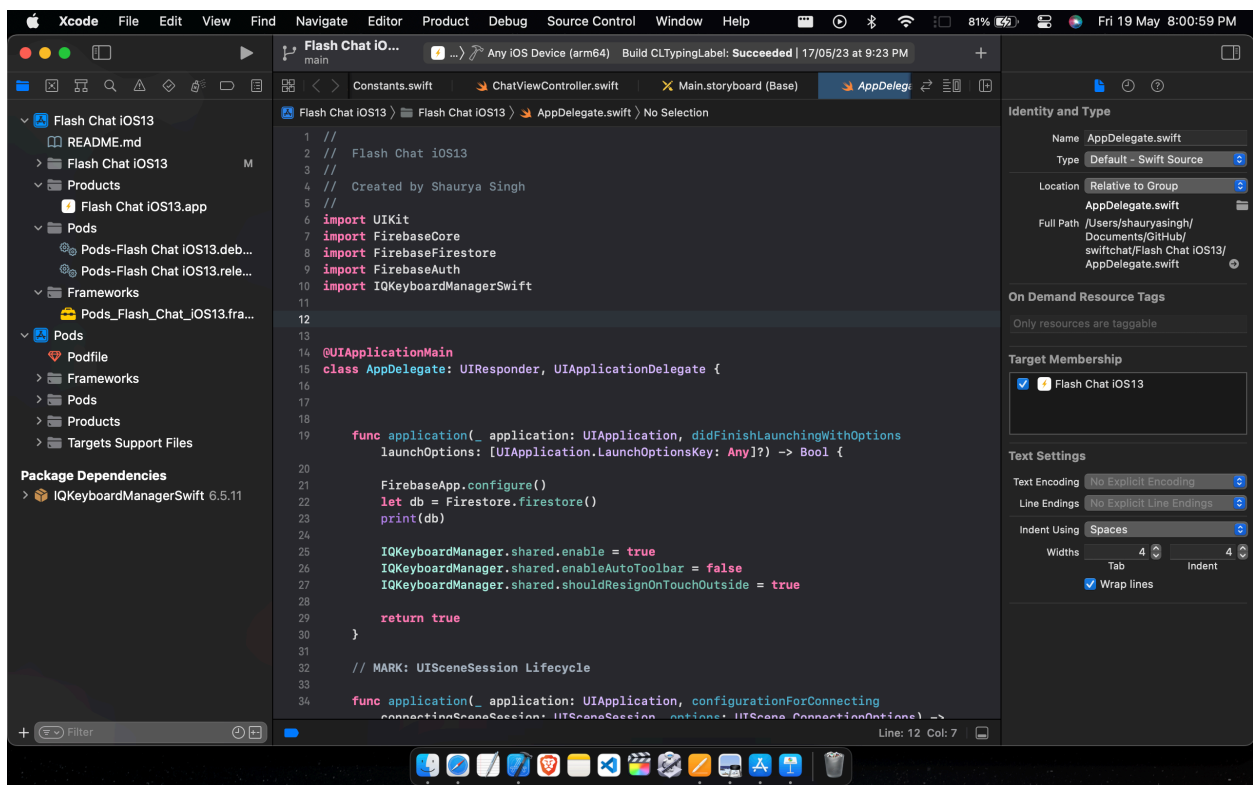 Xcode File Edit View Find Navigate Editor Product Debug Source Control Window Help 81% Fri 19 May 8:00:59 PM
Flash Chat iO...
main
...⟩ Any iOS Device (arm64) Build CLTypingLabel: Succeeded | 17/05/23 at 9:23 PM
Constants.swift ChatViewController.swift Main.storyboard (Base) AppDelega
Flash Chat iOS13 ⟩ Flash Chat iOS13 ⟩ AppDelegate.swift ⟩ No Selection
Flash Chat iOS13
README.md
Flash Chat iOS13 M
Products
Flash Chat iOS13.app
Pods
Pods-Flash Chat iOS13.deb...
Pods-Flash Chat iOS13.rele...
Frameworks
Pods_Flash_Chat_iOS13.fra...
Pods
Podfile
Frameworks
Pods
Products
Targets Support Files
Package Dependencies
IQKeyboardManagerSwift 6.5.11
Filter
1 //
2 // Flash Chat iOS13
3 //
4 // Created by Shaurya Singh
5 //
6 import UIKit
7 import FirebaseCore
8 import FirebaseFirestore
9 import FirebaseAuth
10 import IQKeyboardManagerSwift
11
12
13
14 @UIApplicationMain
15 class AppDelegate: UIResponder, UIApplicationDelegate {
16
17
18
19 func application(_ application: UIApplication, didFinishLaunchingWithOptions
launchOptions: [UIApplication.LaunchOptionsKey: Any]?) -> Bool {
20
21 FirebaseApp.configure()
22 let db = Firestore.firestore()
23 print(db)
24
25 IQKeyboardManager.shared.enable = true
26 IQKeyboardManager.shared.enableAutoToolbar = false
27 IQKeyboardManager.shared.shouldResignOnTouchOutside = true
28
29 return true
30 }
31
32 // MARK: UISceneSession Lifecycle
33
34 func application(_ application: UIApplication, configurationForConnecting
connectingSceneSession: UISceneSession, options: UIScene.ConnectionOptions) ->
Line: 12 Col: 7
Identity and Type
Name AppDelegate.swift
Type Default - Swift Source
Location Relative to Group
AppDelegate.swift
Full Path /Users/shauryasingh/
Documents/GitHub/
swiftchat/Flash Chat iOS13/
AppDelegate.swift
On Demand Resource Tags
Only resources are taggable
Target Membership
Flash Chat iOS13
Text Settings
Text Encoding No Explicit Encoding
Line Endings No Explicit Line Endings
Indent Using Spaces
Widths 4 4
Tab Indent
Wrap lines